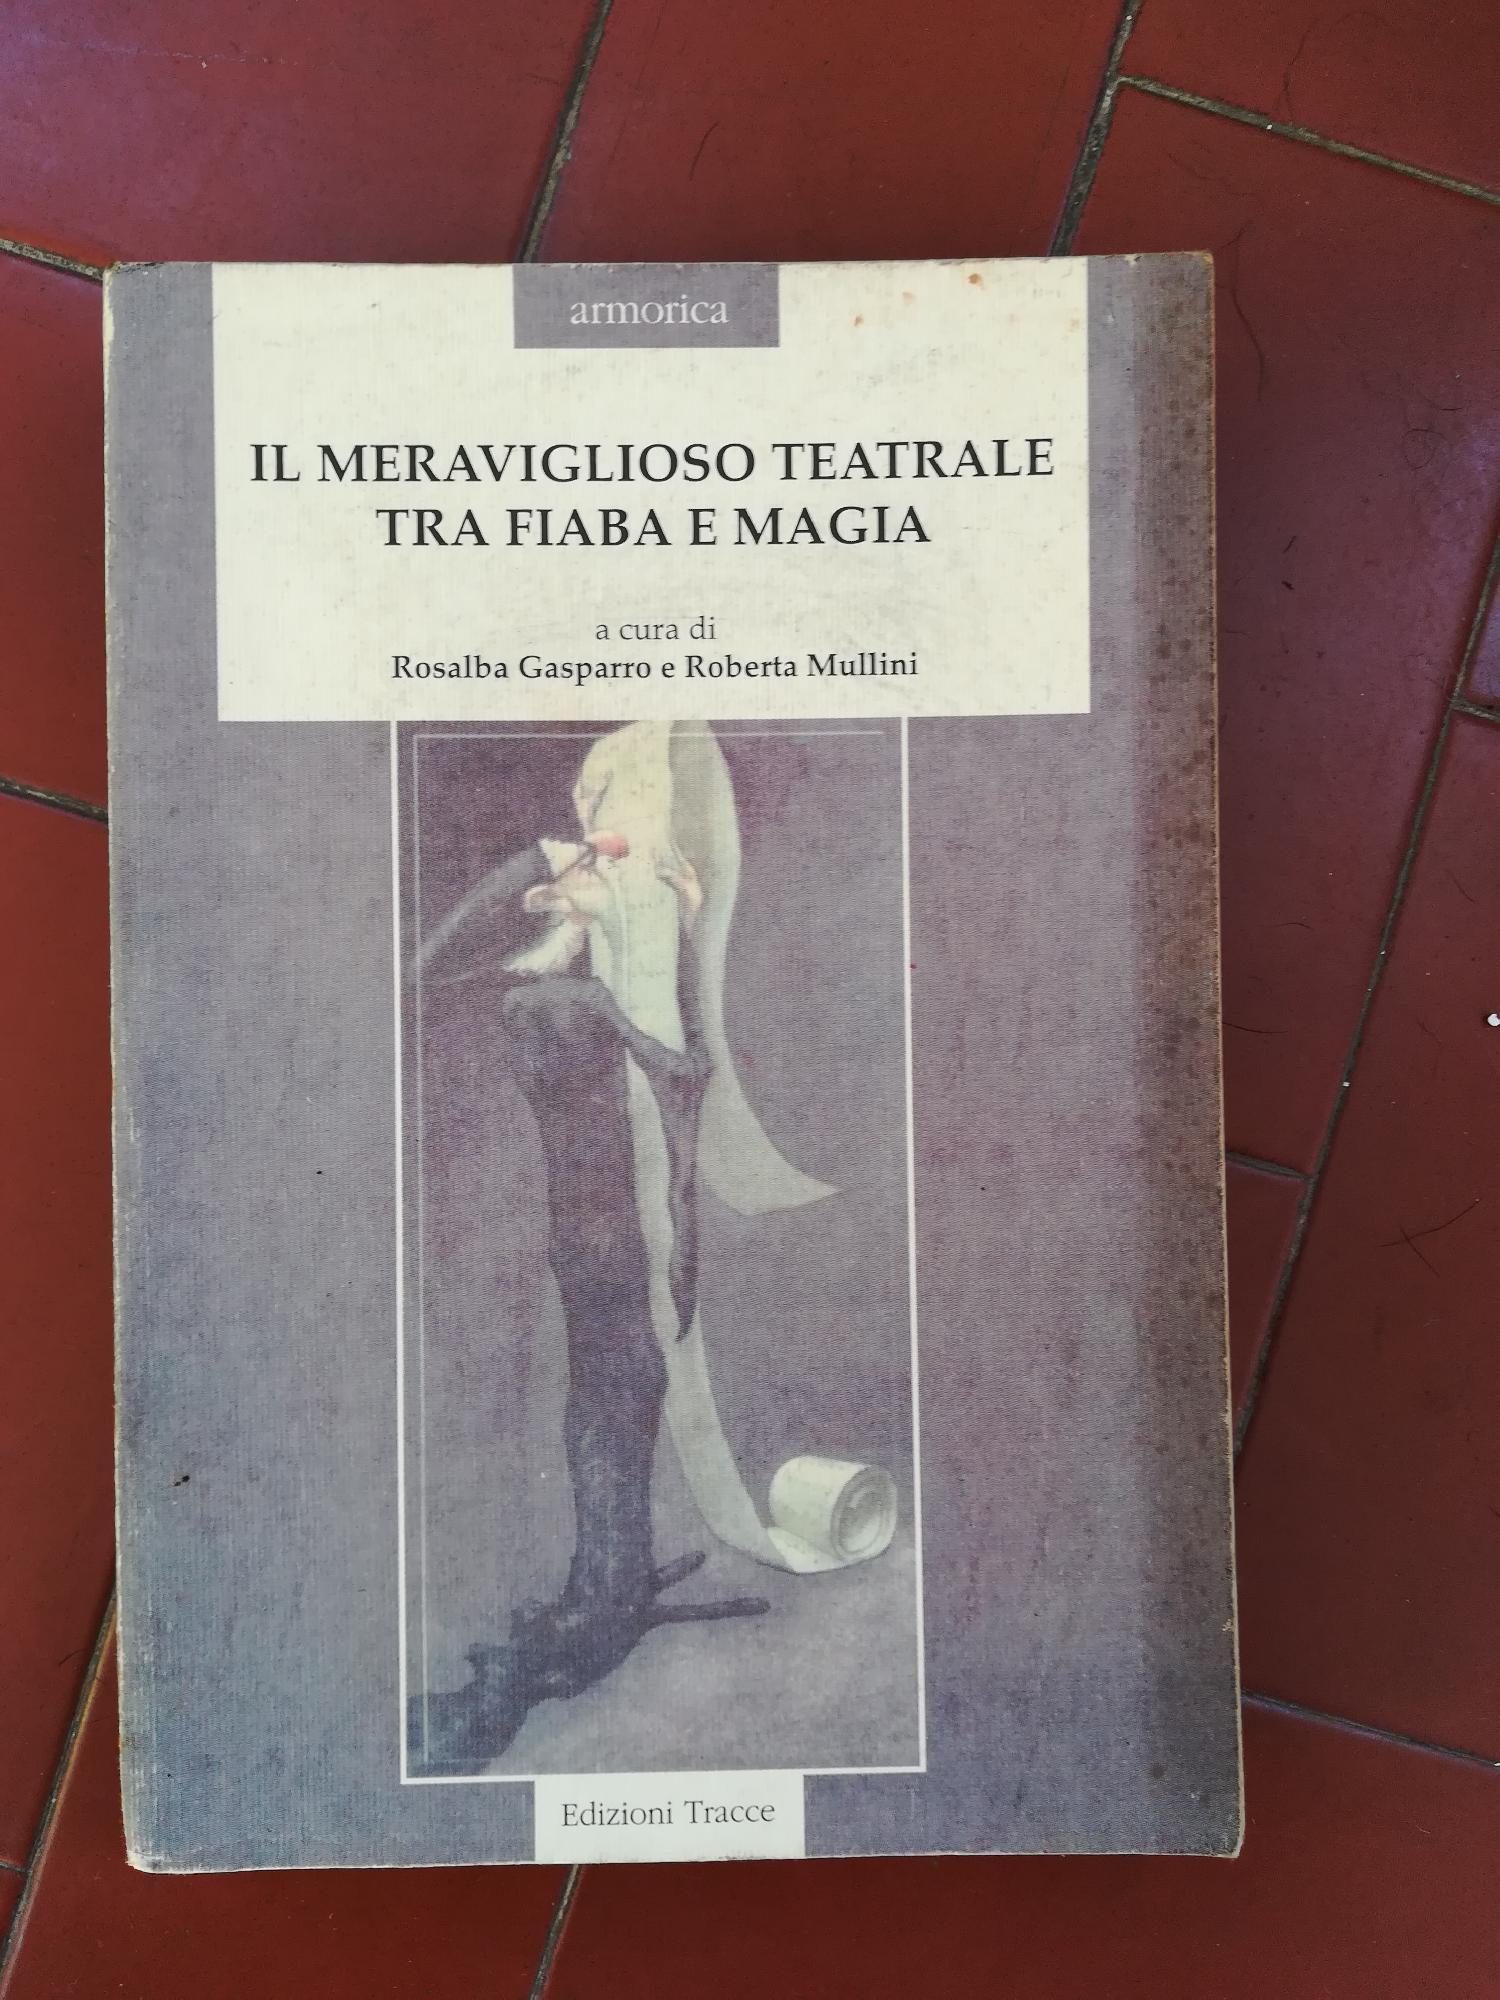 armorica
IL MERAVIGLIOSO TEATRALE
TRA FIABA E MAGIA
a cura di
Rosalba Gasparro e Roberta Mullini
Edizioni Tracce